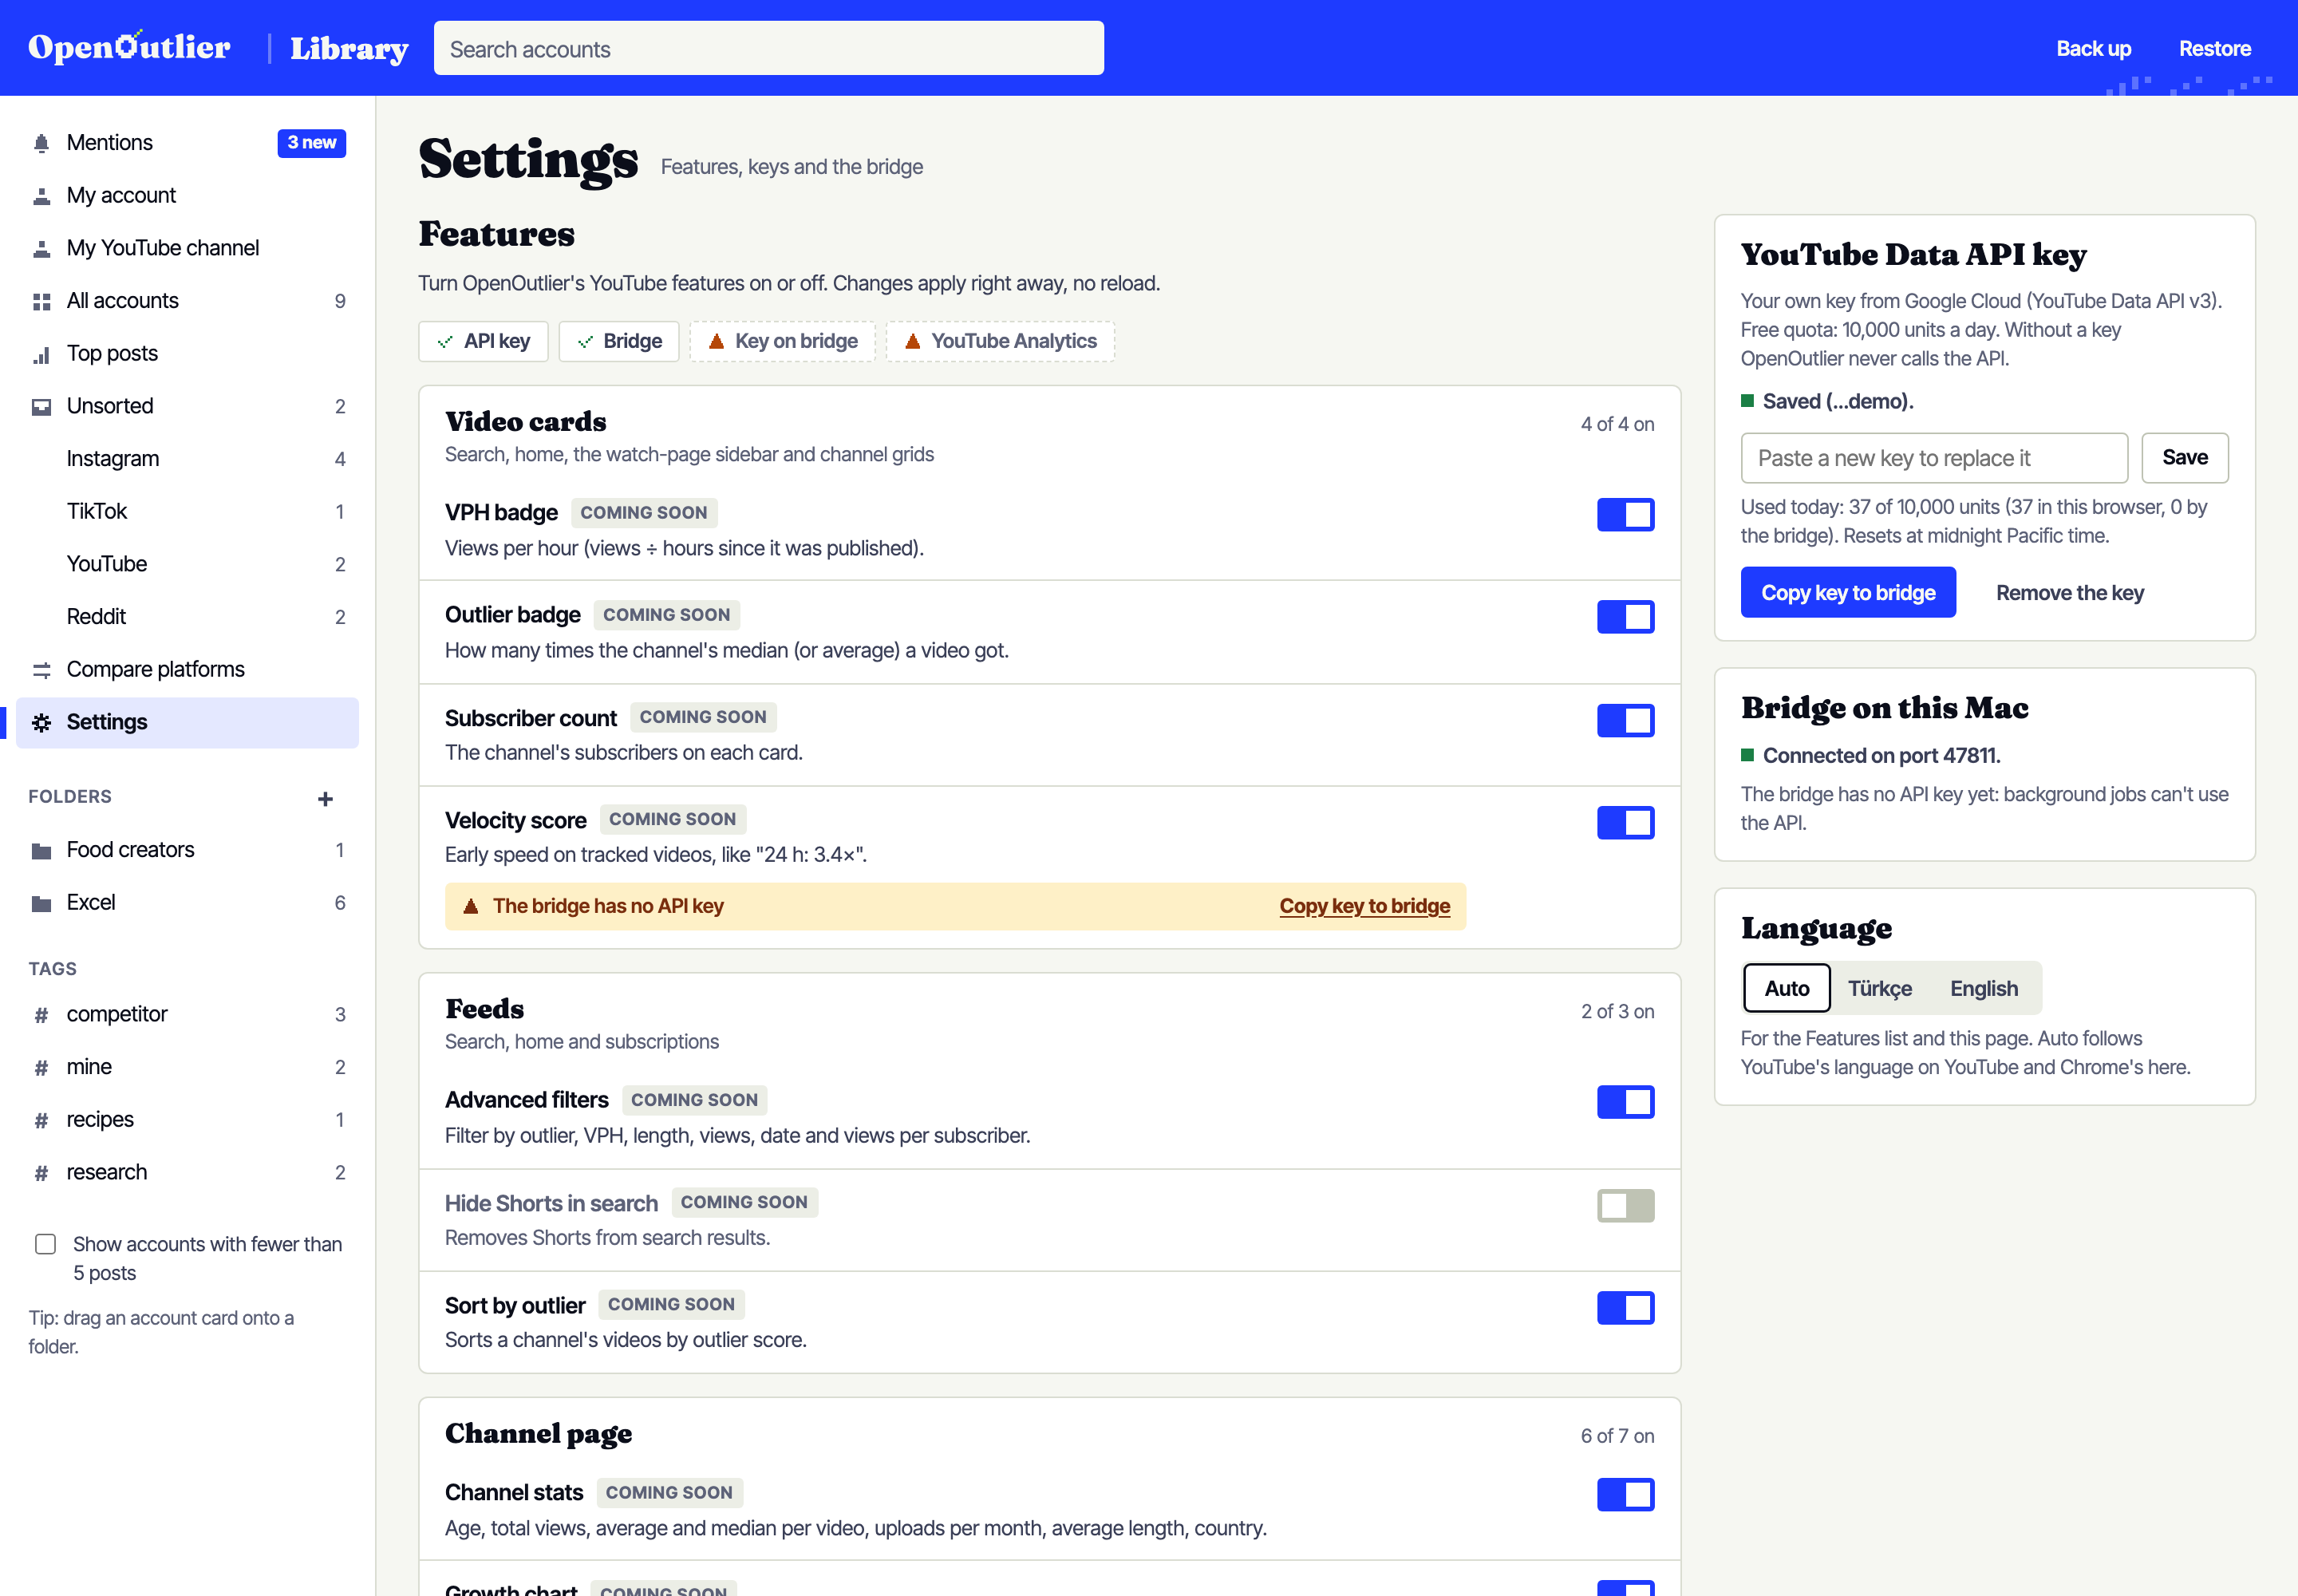 OpenOutlier
Library
Search accounts
Back up
Restore
Mentions
3 new
My account
My YouTube channel
All accounts
9
Top posts
Unsorted
2
Instagram
4
TikTok
1
YouTube
2
Reddit
2
Compare platforms
Settings
FOLDERS
+
Food creators
1
Excel
6
TAGS
# competitor
3
# mine
2
# recipes
1
# research
2
Show accounts with fewer than
5 posts
Tip: drag an account card onto a
folder.
Settings
Features, keys and the bridge
Features
Turn OpenOutlier's YouTube features on or off. Changes apply right away, no reload.
API key
Bridge
Key on bridge
YouTube Analytics
Video cards
4 of 4 on
Search, home, the watch-page sidebar and channel grids
VPH badge
COMING SOON
Views per hour (views ÷ hours since it was published).
Outlier badge
COMING SOON
How many times the channel's median (or average) a video got.
Subscriber count
COMING SOON
The channel's subscribers on each card.
Velocity score
COMING SOON
Early speed on tracked videos, like "24 h: 3.4×".
The bridge has no API key
Copy key to bridge
Feeds
2 of 3 on
Search, home and subscriptions
Advanced filters
COMING SOON
Filter by outlier, VPH, length, views, date and views per subscriber.
Hide Shorts in search
COMING SOON
Removes Shorts from search results.
Sort by outlier
COMING SOON
Sorts a channel's videos by outlier score.
Channel page
6 of 7 on
Channel stats
COMING SOON
Age, total views, average and median per video, uploads per month, average length, country.
Growth chart
COMING SOON
YouTube Data API key
Your own key from Google Cloud (YouTube Data API v3).
Free quota: 10,000 units a day. Without a key
OpenOutlier never calls the API.
Saved (...demo).
Paste a new key to replace it
Save
Used today: 37 of 10,000 units (37 in this browser, 0 by
the bridge). Resets at midnight Pacific time.
Copy key to bridge
Remove the key
Bridge on this Mac
Connected on port 47811.
The bridge has no API key yet: background jobs can't use
the API.
Language
Auto
Türkçe
English
For the Features list and this page. Auto follows
YouTube's language on YouTube and Chrome's here.